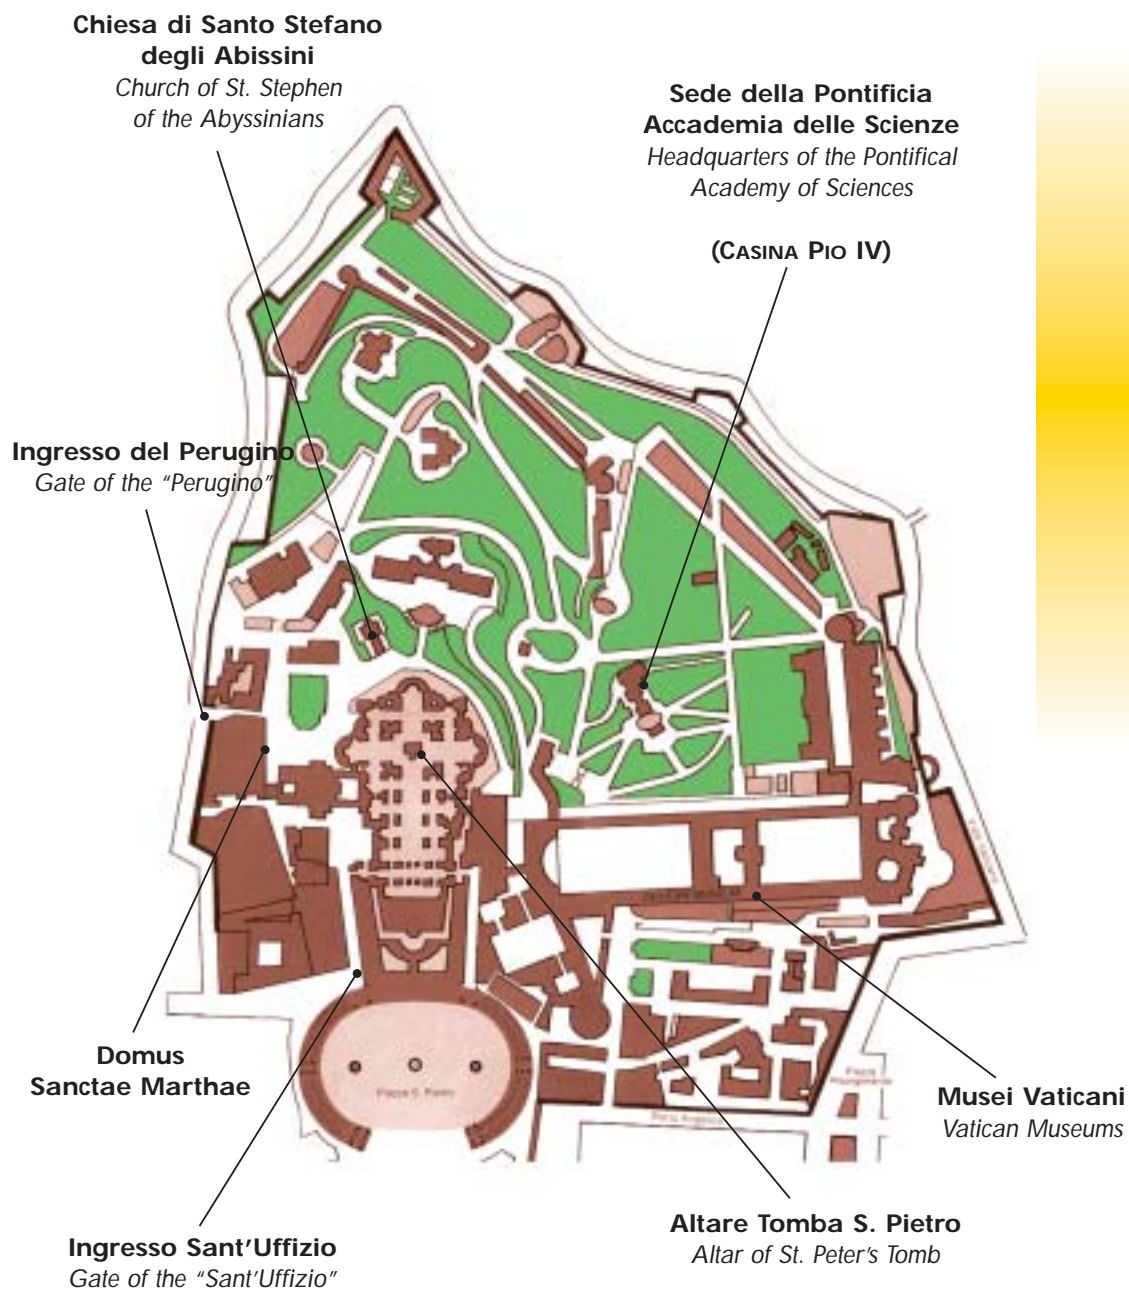 Chiesa di Santo Stefano
degli Abissini
Church of St. Stephen
of the Abyssinians
Sede della Pontificia
Accademia delle Scienze
Headquarters of the Pontifical
Academy of Sciences
(CASINA PIO IV)
Ingresso del Perugino
Gate of the “Perugino”
Domus
Sanctae Marthae
Piazza S. Pietro
Piazza
Musei Vaticani
Vatican Museums
Altare Tomba S. Pietro
Altar of St. Peter’s Tomb
Ingresso Sant’Uffizio
Gate of the “Sant’Uffizio”